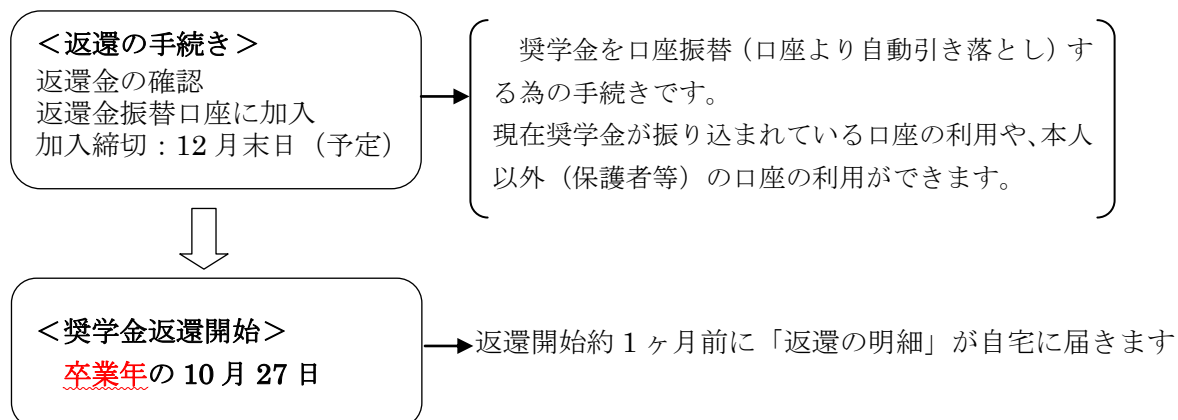 ＜返還の手続き＞
返還金の確認
返還金振替口座に加入
加入締切：12月末日（予定）
奨学金を口座振替（口座より自動引き落とし）す
る為の手続きです。
現在奨学金が振り込まれている口座の利用や、本人
以外（保護者等）の口座の利用ができます。
＜奨学金返還開始＞
卒業年の10月27日
返還開始約1ヶ月前に「返還の明細」が自宅に届きます